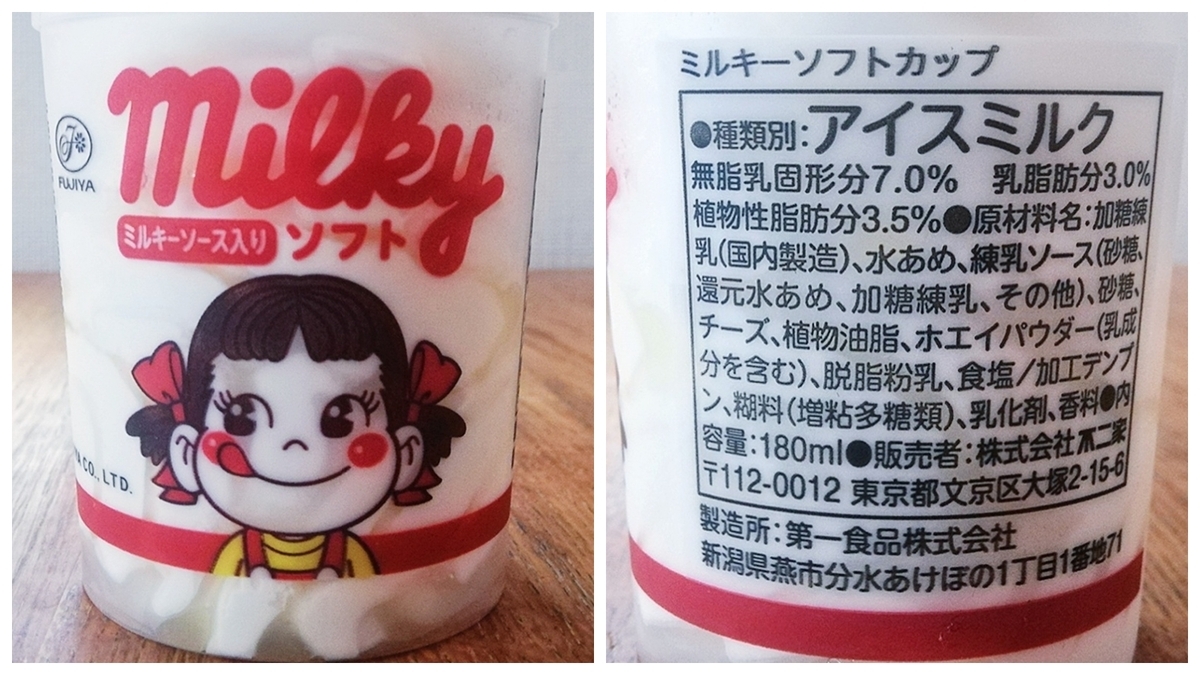 Milky
FUJIYA
ミルキーソース入り ソフト
CO., LTD.
ミルキーソフトカップ
●種類別:アイスミルク
無脂乳固形分7.0% 乳脂肪分3.0%
植物性脂肪分3.5%●原材料名:加糖練
乳(国内製造)、水あめ、練乳ソース(砂糖、
還元水あめ、加糖練乳、その他)、砂糖、
チーズ、植物油脂、ホエイパウダー(乳成
分を含む)、脱脂粉乳、食塩/加工デンプ
ン、糊料(増粘多糖類)、乳化剤、香料●内
容量:180ml●販売者:株式会社不二家
〒112-0012 東京都文京区大塚2-15-6
製造所:第一食品株式会社
新潟県燕市分水あけぼの1丁目1番地71